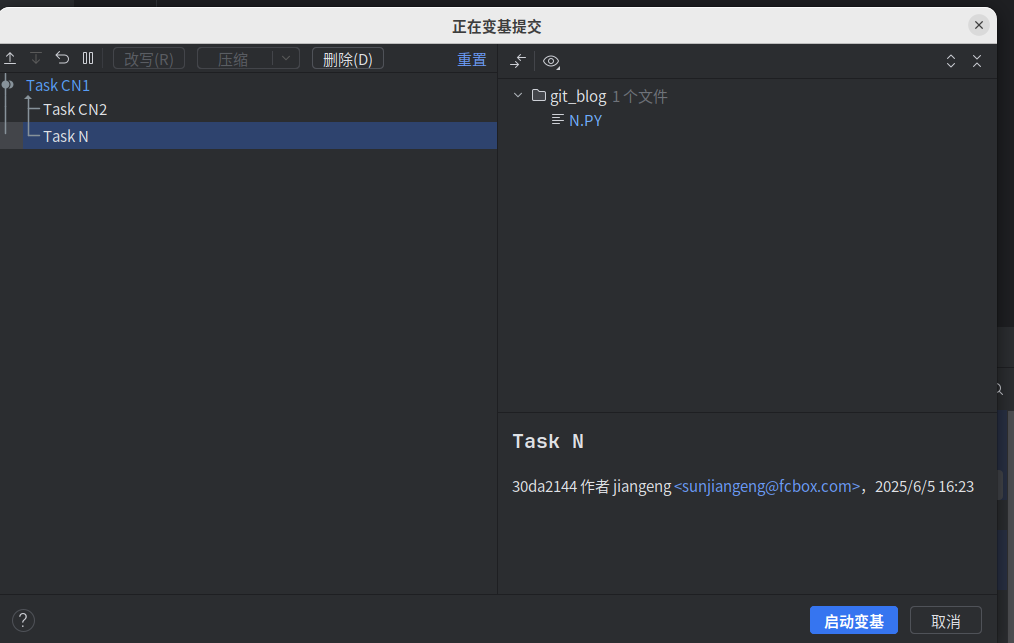 正在变基提交
改写(R) 压缩 删除(D) 重置
Task CN1
Task CN2
Task N
git_blog 1 个文件
N.PY
Task N
30da2144 作者 jiangeng <sunjiangeng@fcbox.com>，2025/6/5 16:23
?
启动变基 取消